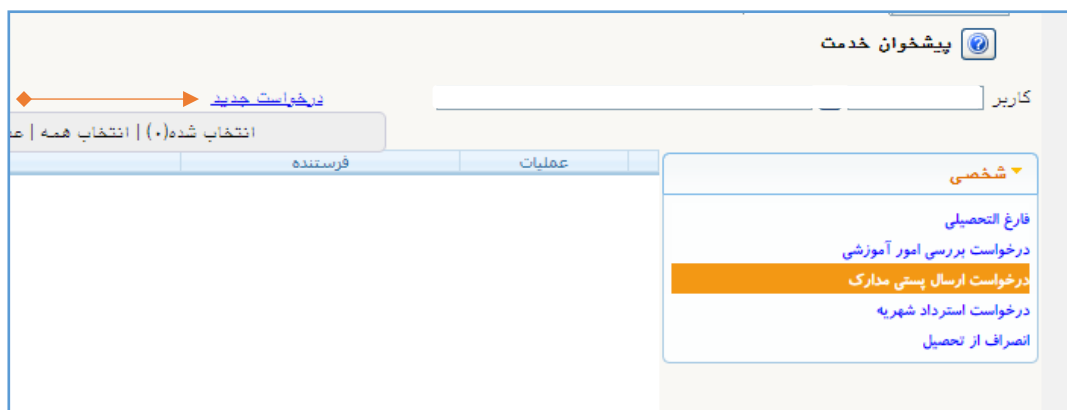 پیشخوان خدمت
کاربر
درخواست جدید
انتخاب شده(۰) | انتخاب همه |
عملیات
فرستنده
شخصی
فارغ التحصیلی
درخواست بررسی امور آموزشی
درخواست ارسال پستی مدارک
درخواست استرداد شهریه
انصراف از تحصیل